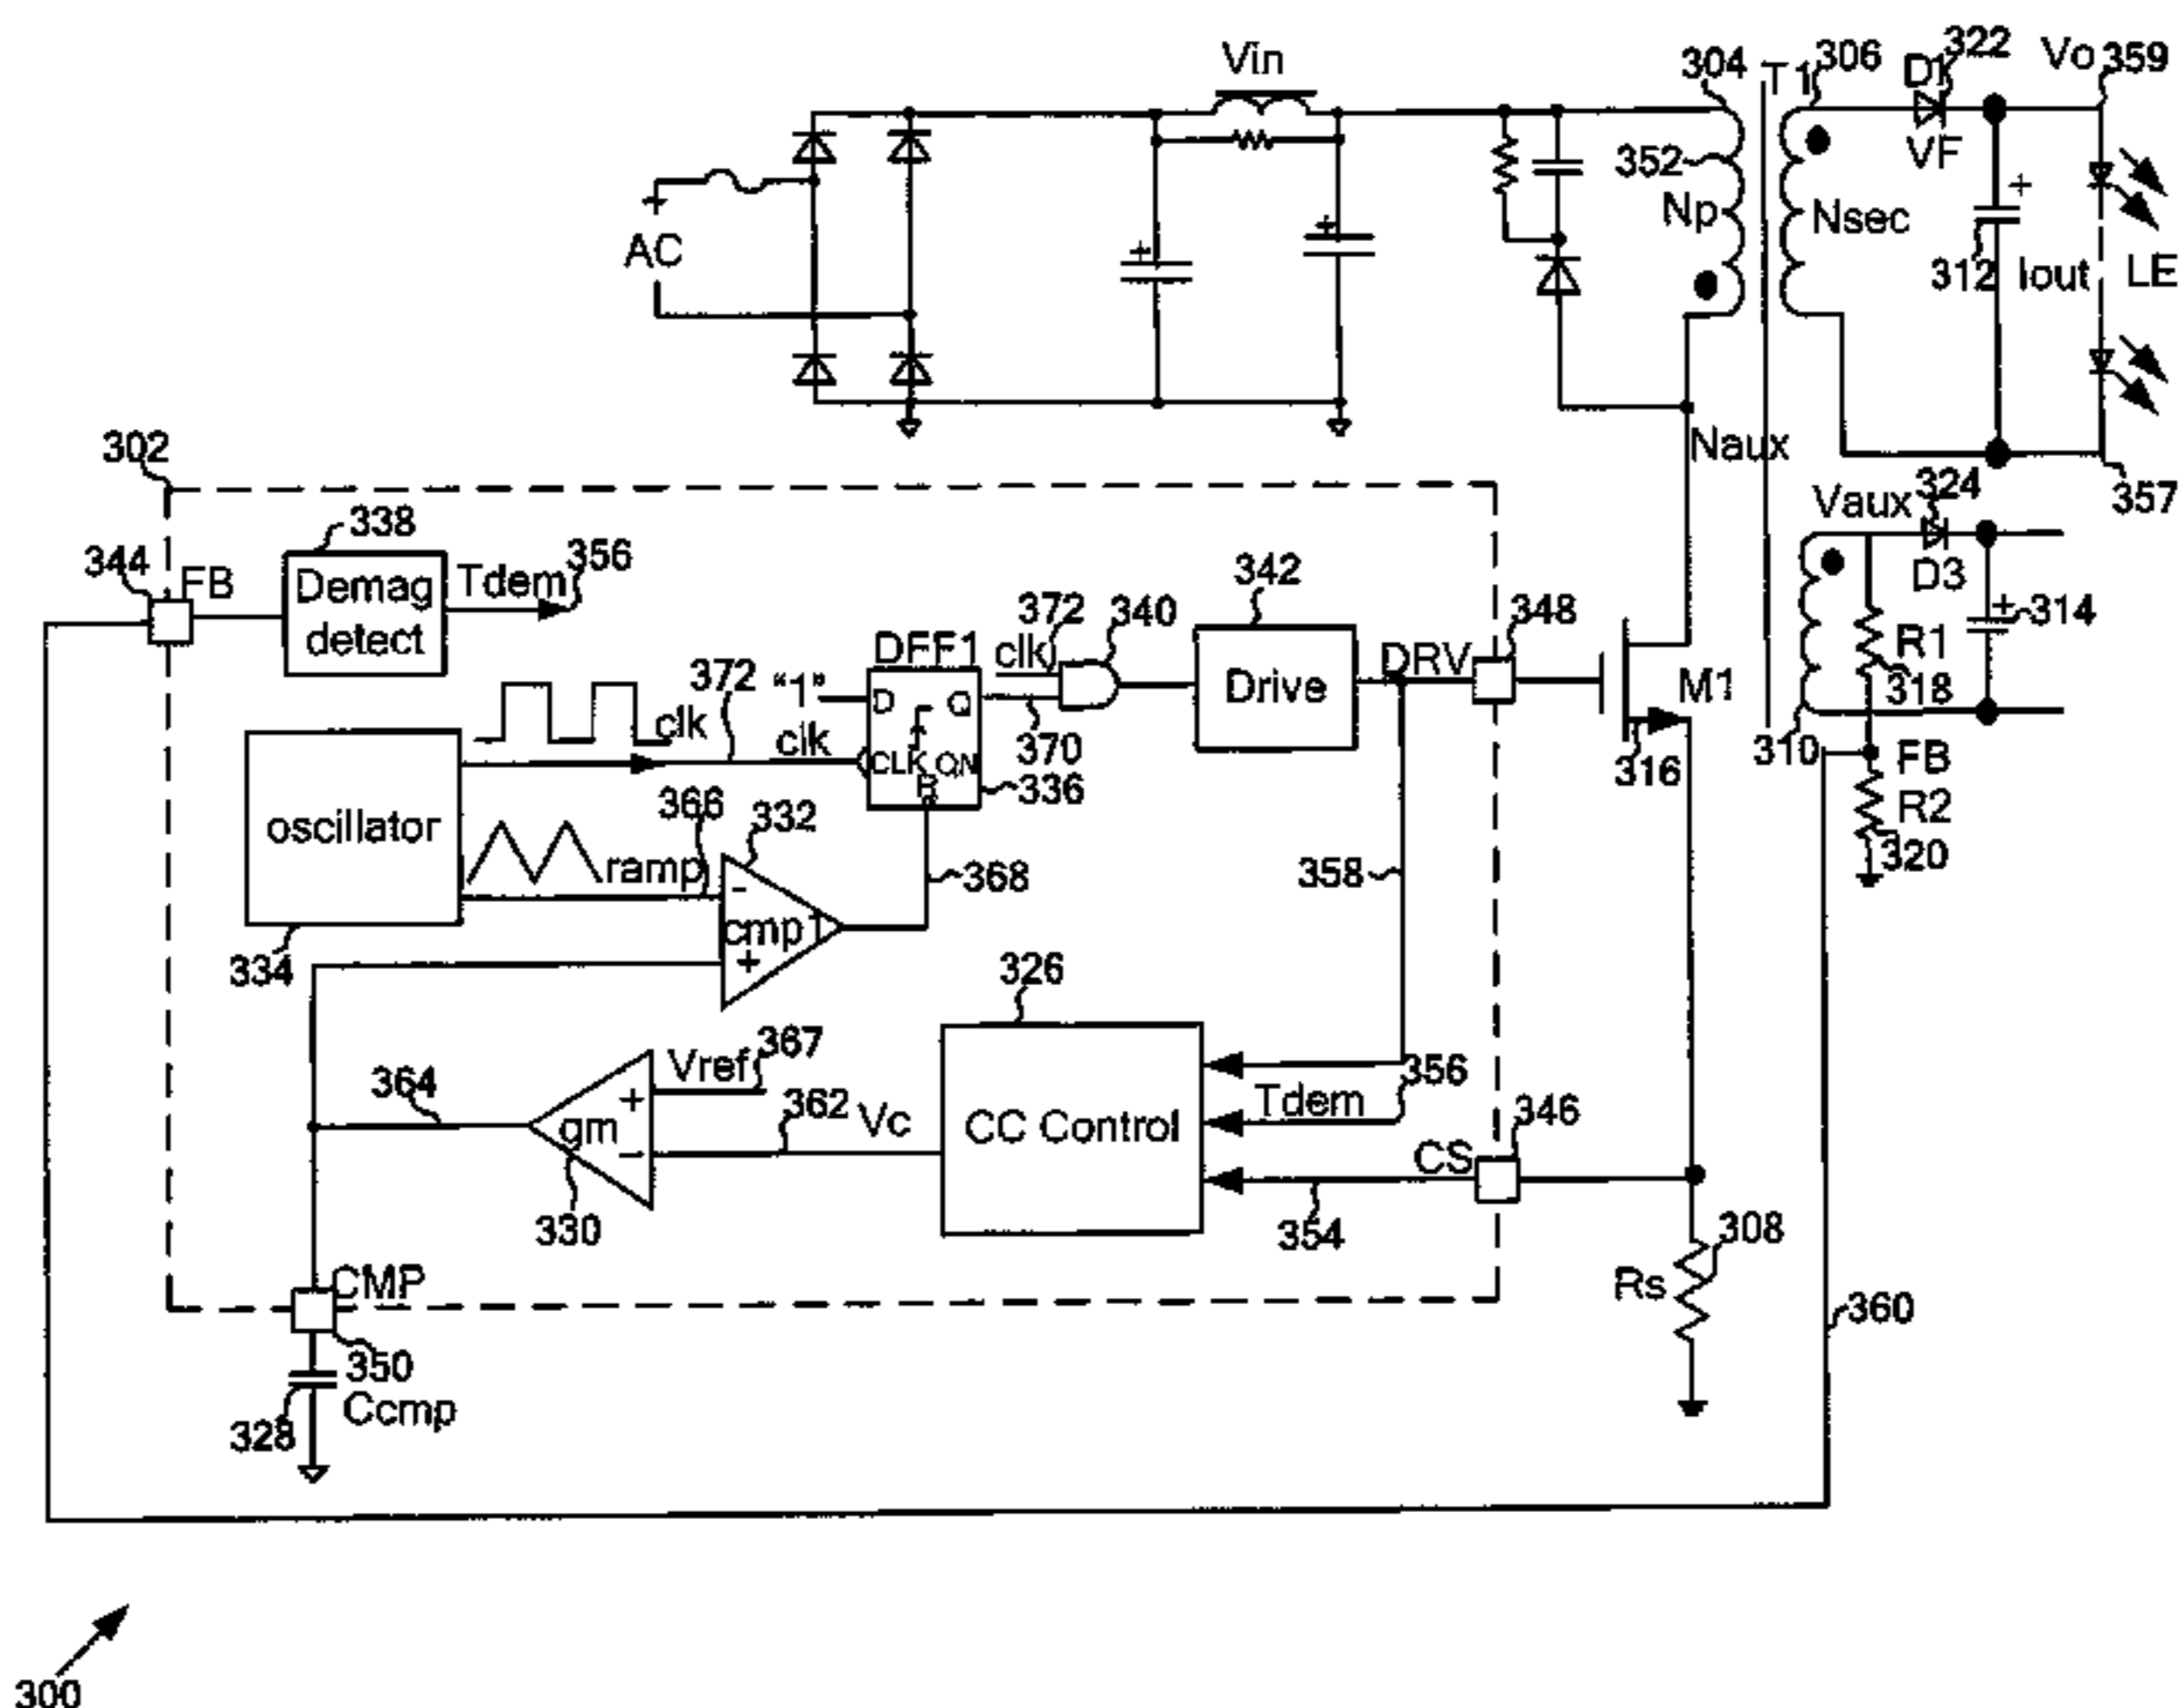 Vin
304
T1
306
D1
322
Vo
359
352
VF
Np
Nsec
+
AC
+
+
+
312
Iout
LE
302
Naux
324
357
Vaux
338
344
FB
Demag
detect
Tdem
356
342
D3
372
340
348
+
314
DFF1
clk
R1
372
"1"
D
Q
Drive
DRV
M1
318
clk
clk
CLK
QN
370
310
FB
316
R
336
R2
366
332
oscillator
ramp
-
368
358
320
cmp1
334
+
326
367
Vref
356
364
+
362
Vc
Tdem
346
gm
CC Control
CS
−
330
354
308
CMP
Rs
360
350
Ccmp
328
300